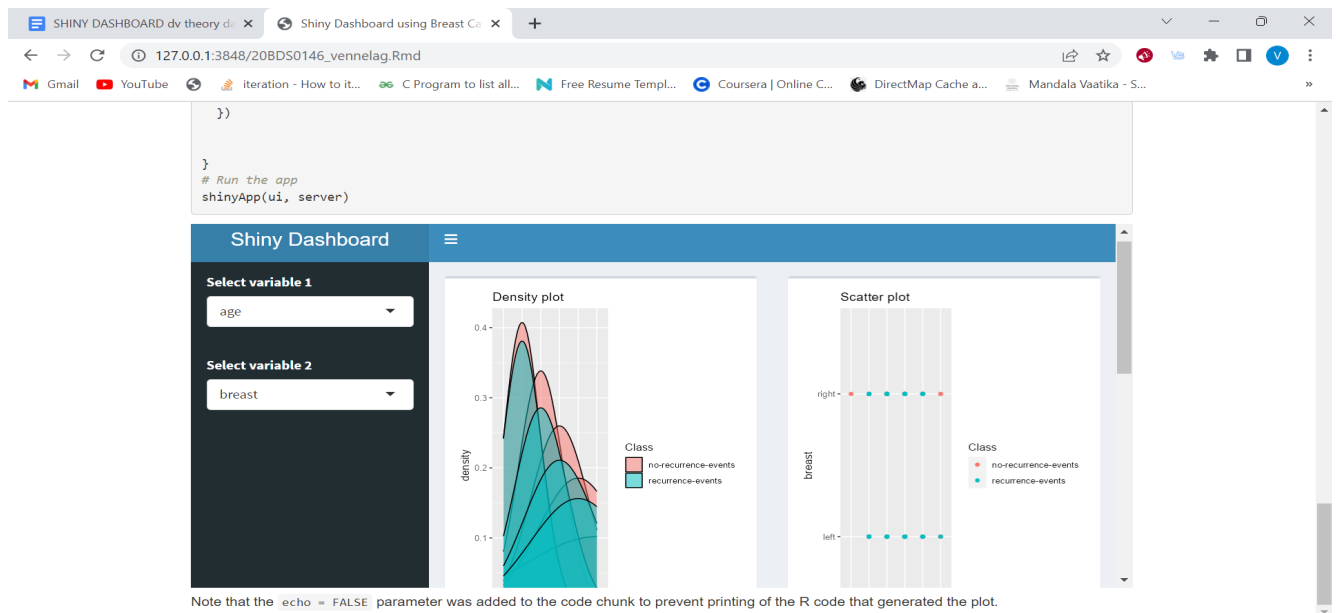 SHINY DASHBOARD dv theory da
Shiny Dashboard using Breast Ca
127.0.0.1:3848/20BDS0146_vennelag.Rmd
V
Gmail
YouTube
iteration - How to it...
C Program to list all...
Free Resume Templ...
Coursera | Online C...
DirectMap Cache a...
Mandala Vaatika - S...
})
}
# Run the app
shinyApp(ui, server)
Shiny Dashboard
Select variable 1
age
Select variable 2
breast
Density plot
0.4
0.3
0.2
0.1
density
Class
no-recurrence-events
recurrence-events
Scatter plot
right
left
breast
Class
no-recurrence-events
recurrence-events
Note that the echo = FALSE parameter was added to the code chunk to prevent printing of the R code that generated the plot.